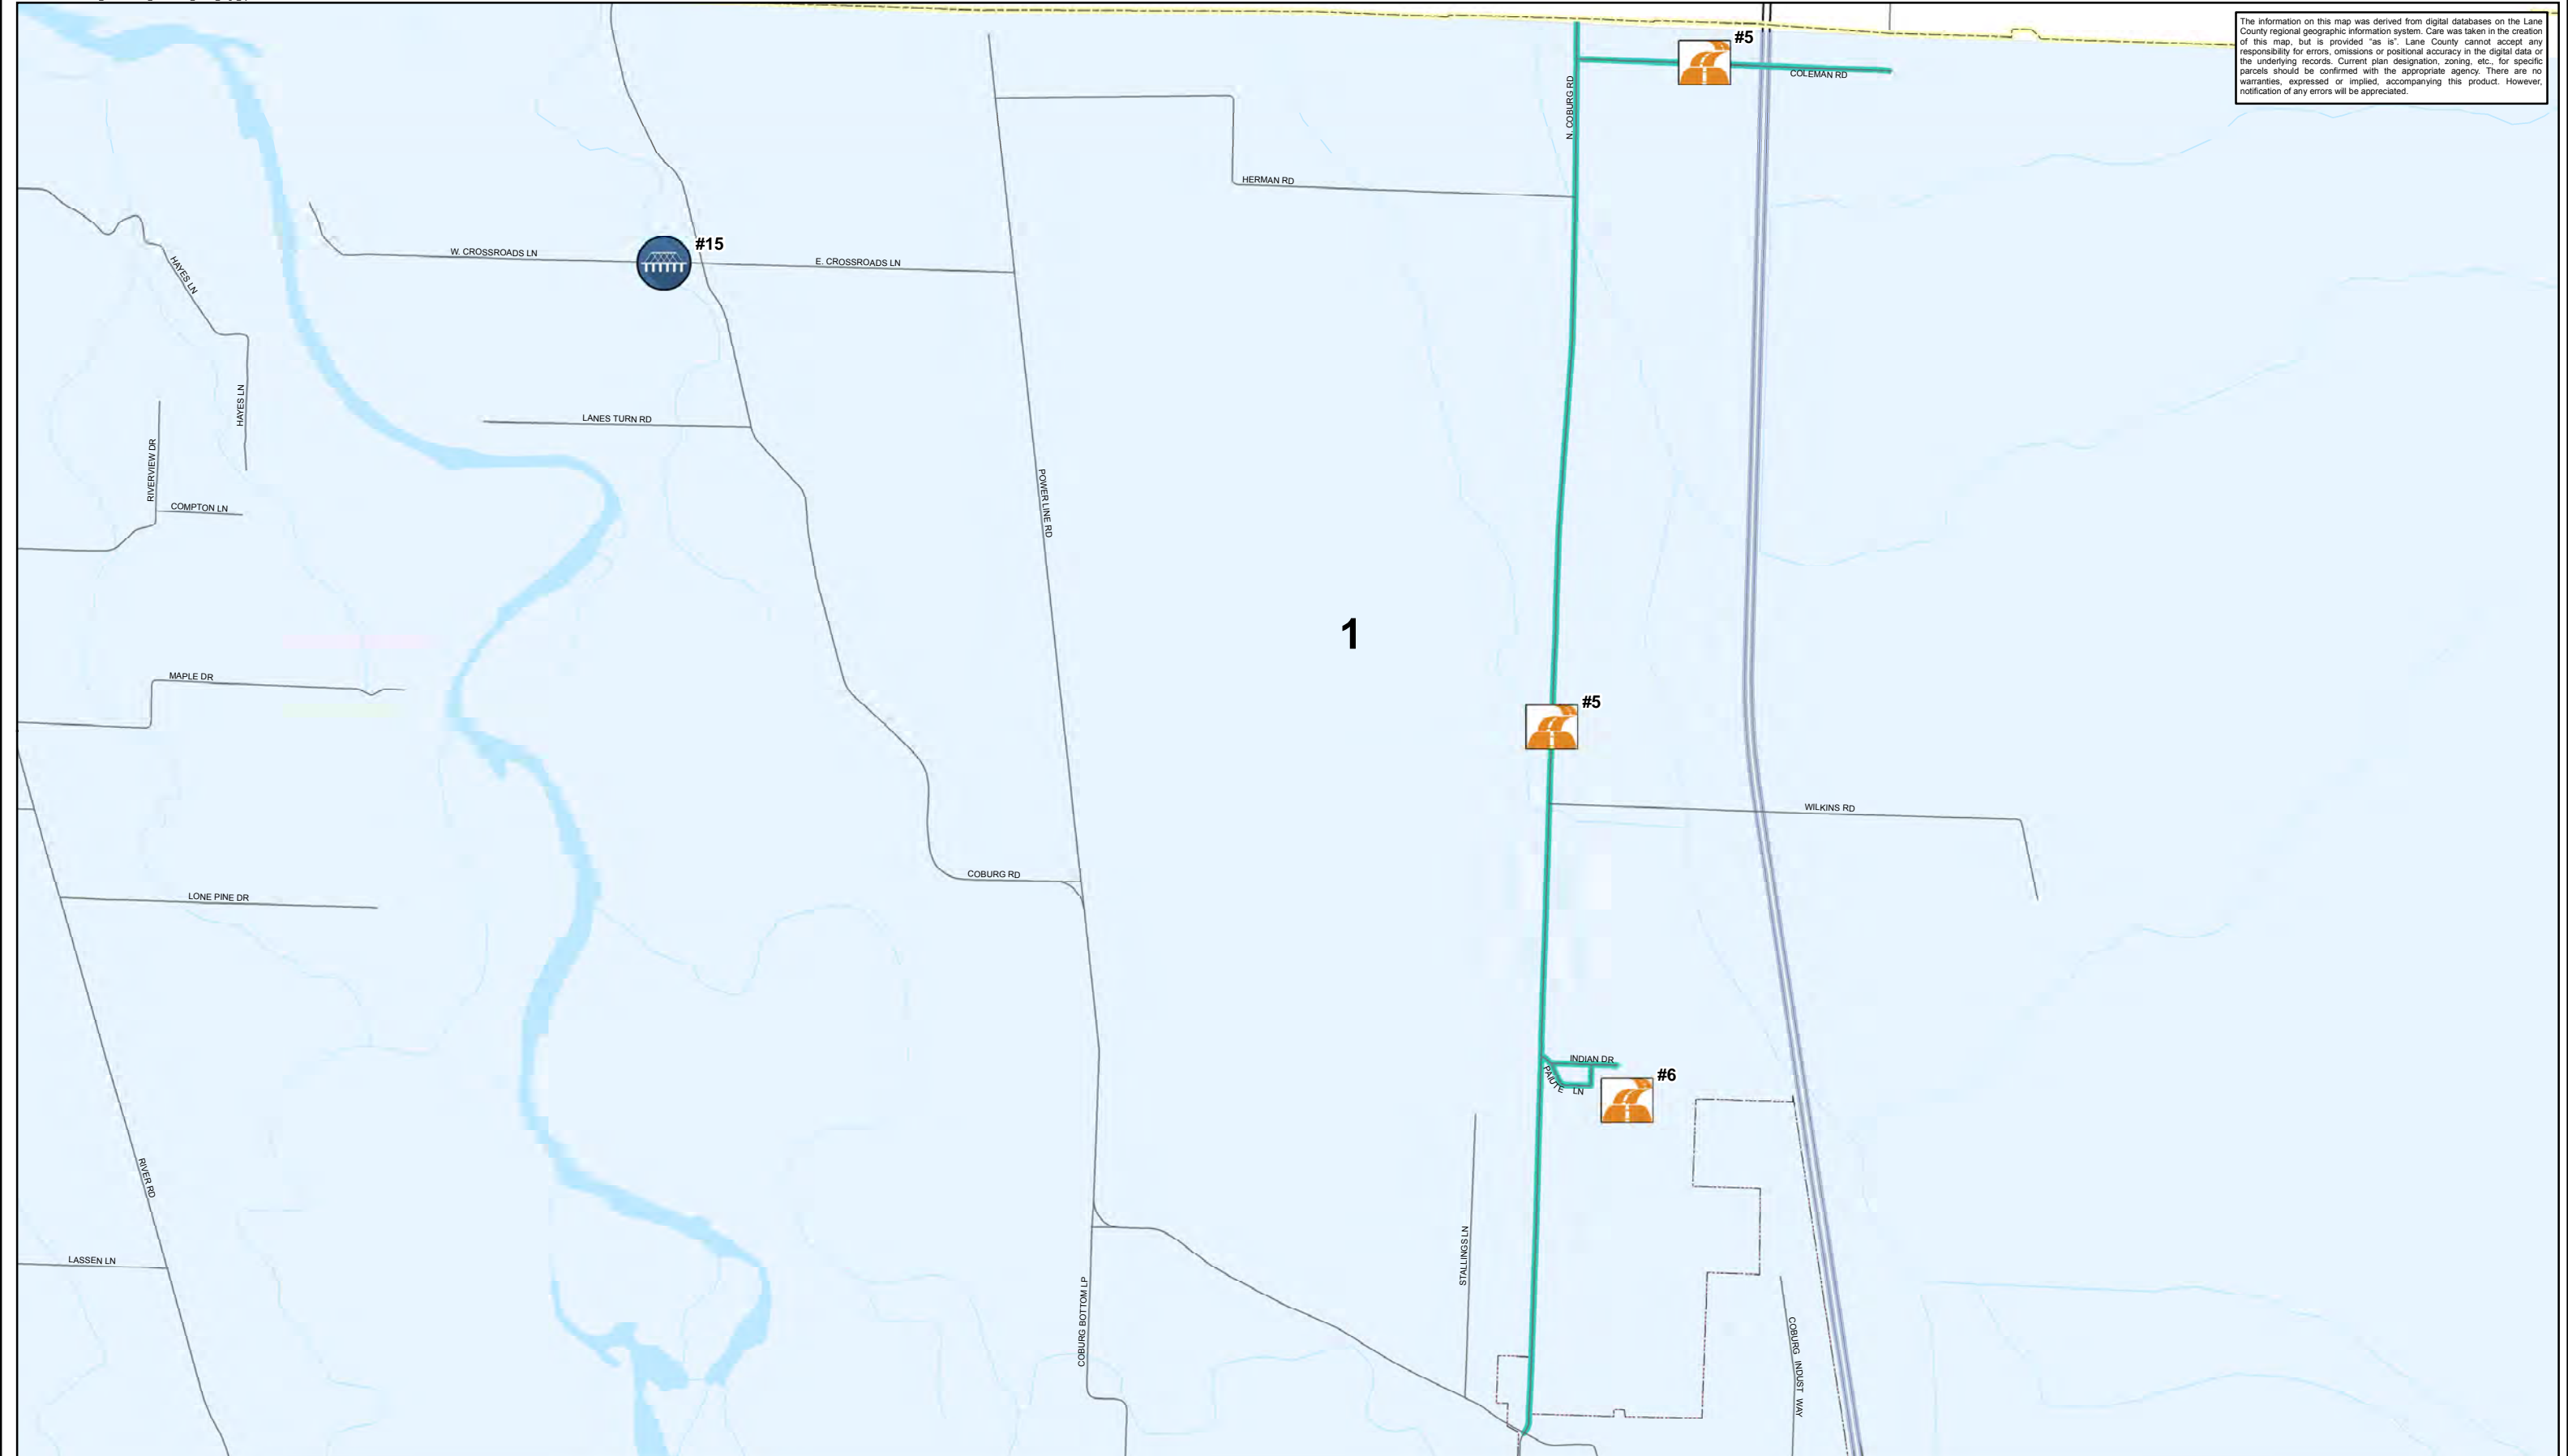 The information on this map was derived from digital databases on the Lane
County regional geographic information system. Care was taken in the creation
of this map, but is provided “as is”. Lane County cannot accept any
responsibility for errors, omissions or positional accuracy in the digital data or
the underlying records. Current plan designation, zoning, etc., for specific
parcels should be confirmed with the appropriate agency. There are no
warranties, expressed or implied, accompanying this product. However,
notification of any errors will be appreciated.
#5
COLEMAN RD
N. COBURG RD
HERMAN RD
#15
W. CROSSROADS LN
E. CROSSROADS LN
HAYES LN
HAYES LN
LANES TURN RD
RIVERVIEW DR
COMPTON LN
POWER LINE RD
1
MAPLE DR
#5
WILKINS RD
COBURG RD
LONE PINE DR
INDIAN DR
PAIUTE LN
#6
RIVER RD
STALLINGS LN
LASSEN LN
COBURG BOTTOM LP
COBURG INDUST WAY